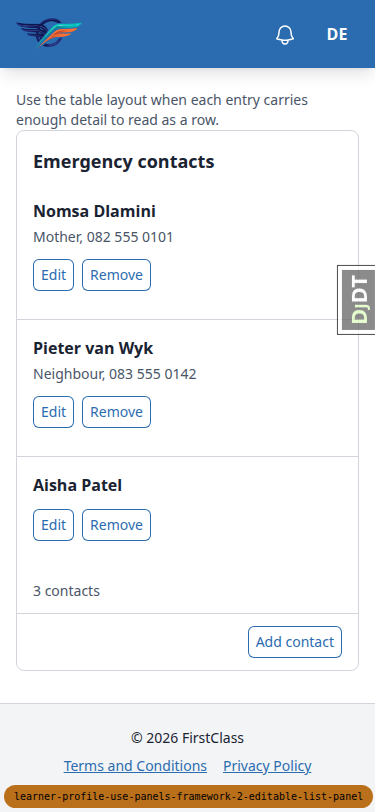 DE
Use the table layout when each entry carries
enough detail to read as a row.
Emergency contacts
Nomsa Dlamini
Mother, 082 555 0101
Edit Remove
DjDT
Pieter van Wyk
Neighbour, 083 555 0142
Edit Remove
Aisha Patel
Edit Remove
3 contacts
Add contact
© 2026 FirstClass
Terms and Conditions Privacy Policy
learner-profile-use-panels-framework-2-editable-list-panel